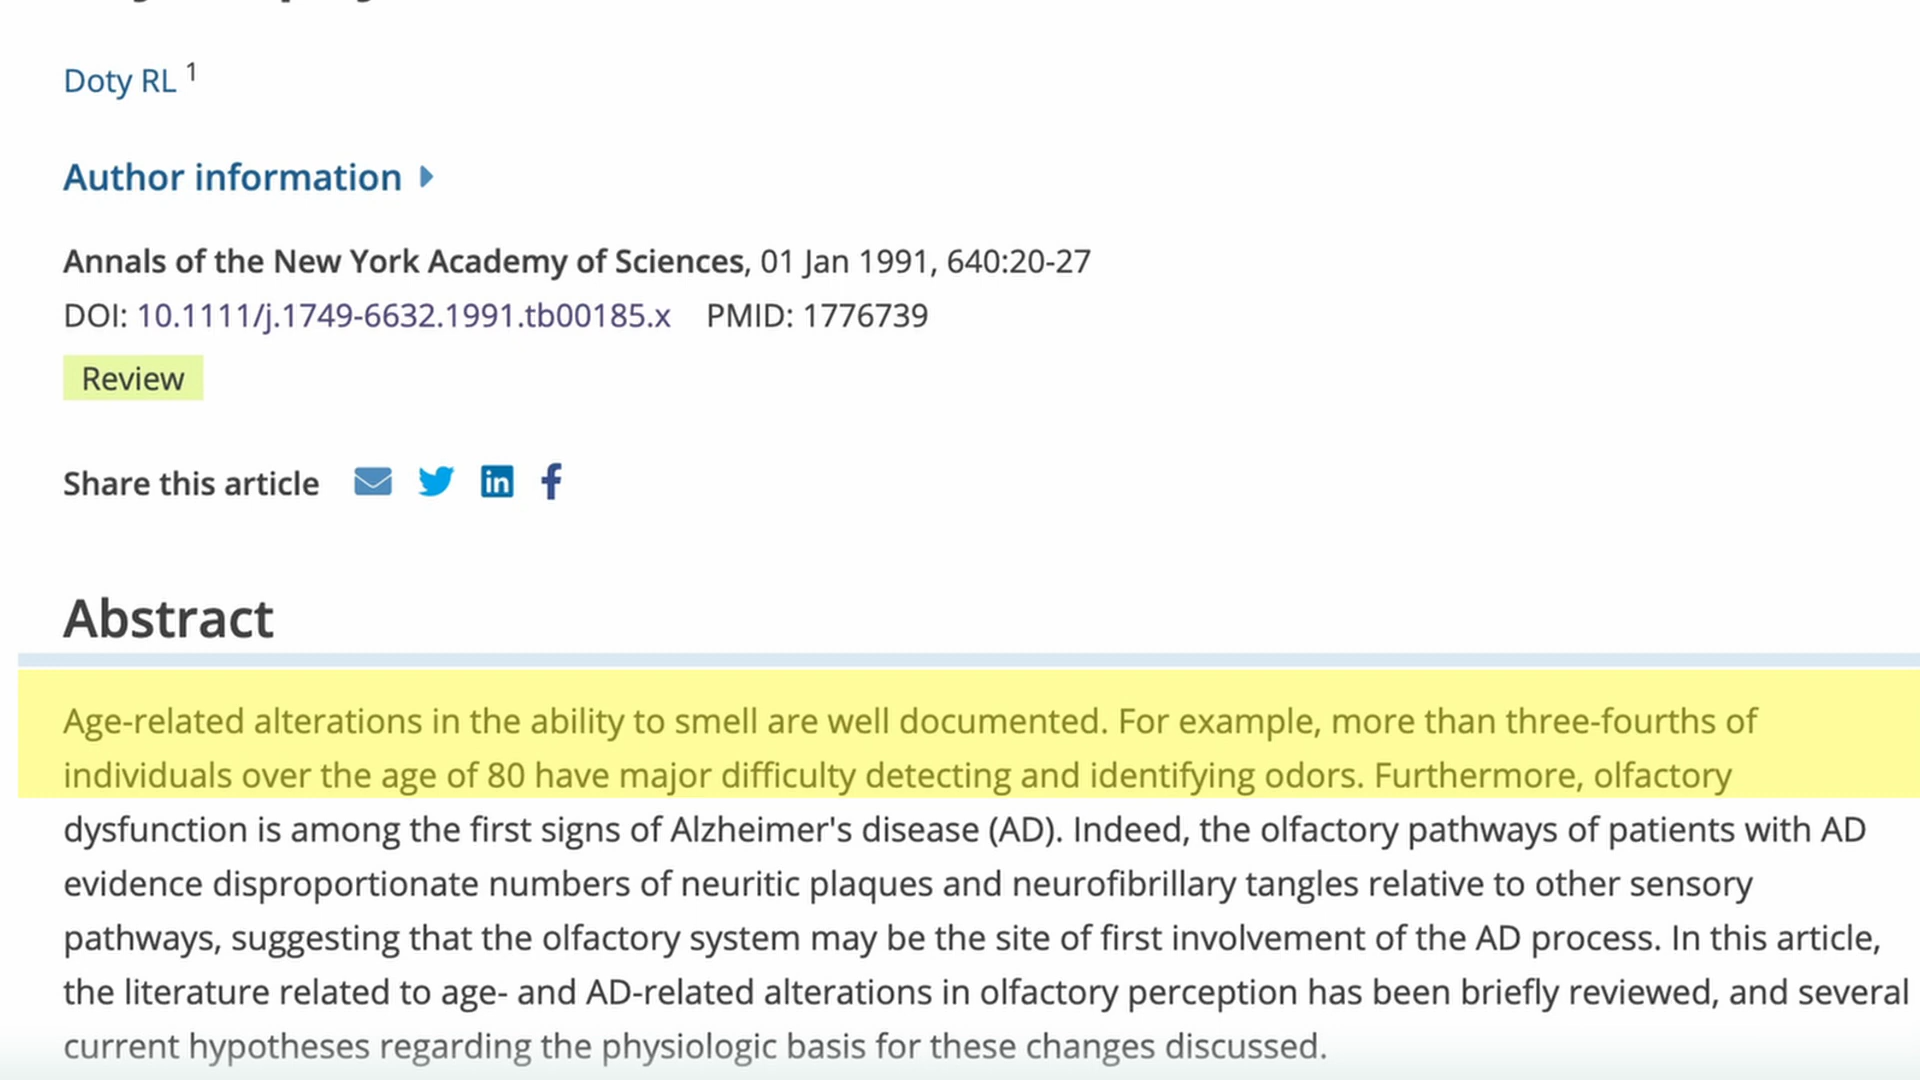 Doty RL 1
Author information
Annals of the New York Academy of Sciences, 01 Jan 1991, 640:20-27
DOI: 10.1111/j.1749-6632.1991.tb00185.x PMID: 1776739
Review
Share this article
Abstract
Age-related alterations in the ability to smell are well documented. For example, more than three-fourths of
individuals over the age of 80 have major difficulty detecting and identifying odors. Furthermore, olfactory
dysfunction is among the first signs of Alzheimer's disease (AD). Indeed, the olfactory pathways of patients with AD
evidence disproportionate numbers of neuritic plaques and neurofibrillary tangles relative to other sensory
pathways, suggesting that the olfactory system may be the site of first involvement of the AD process. In this article,
the literature related to age- and AD-related alterations in olfactory perception has been briefly reviewed, and several
current hypotheses regarding the physiologic basis for these changes discussed.